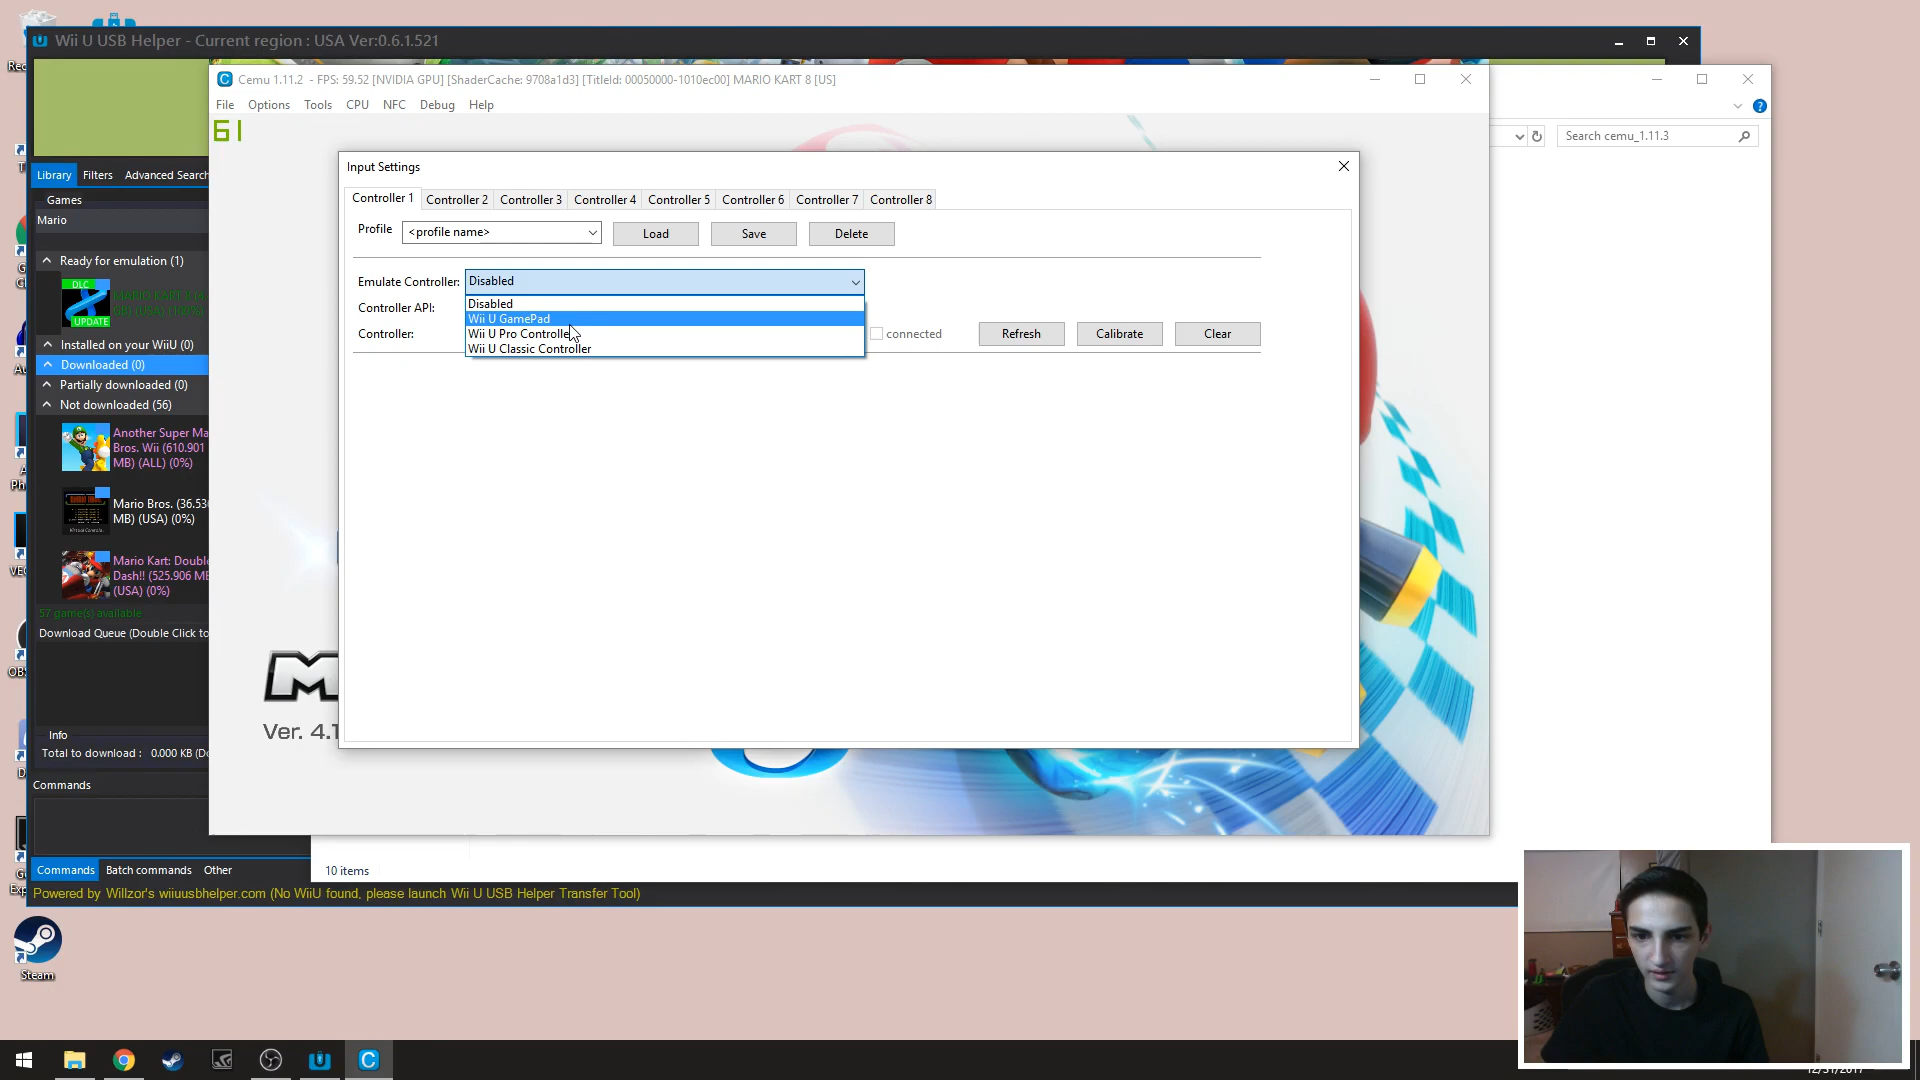 Wii U USB Helper - Current region : USA Ver:0.6.1.521
Cemu 1.11.2 - FPS: 59.52 [NVIDIA GPU] [ShaderCache: 9708a1d3] [TitleId: 00050000-1010ec00] MARIO KART 8 [US]
File Options Tools CPU NFC Debug Help
61
Search cemu_1.11.3
Input Settings
Controller 1 Controller 2 Controller 3 Controller 4 Controller 5 Controller 6 Controller 7 Controller 8
Profile <profile name> Load Save Delete
Emulate Controller: Disabled
Disabled
Controller API:
Wii U GamePad
Controller: Wii U Pro Controller
connected Refresh Calibrate Clear
Wii U Classic Controller
Library Filters Advanced Search
Games
Mario
Ready for emulation (1)
DLC
UPDATE
Installed on your WiiU (0)
Downloaded (0)
Partially downloaded (0)
Not downloaded (56)
Another Super Ma
Bros. Wii (610.901
MB) (ALL) (0%)
Mario Bros. (36.53
MB) (USA) (0%)
Mario Kart: Double
Dash!! (525.906 MB
(USA) (0%)
57 game(s) available
Download Queue (Double Click to
Info
Total to download : 0.000 KB (D
Commands
Commands Batch commands Other
Powered by Willzor's wiiuusbhelper.com (No WiiU found, please launch Wii U USB Helper Transfer Tool)
M
Ver. 4.1
10 items
Steam
12/31/2017